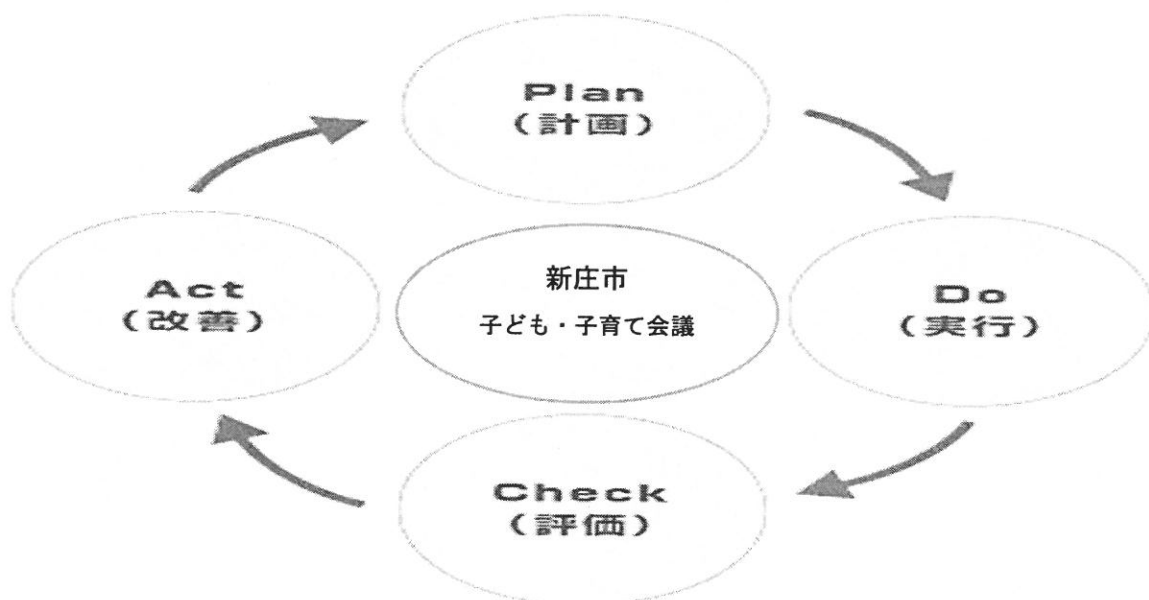 Plan
(計画)
Act
(改善)
新庄市
子ども・子育て会議
Do
(実行)
Check
(評価)